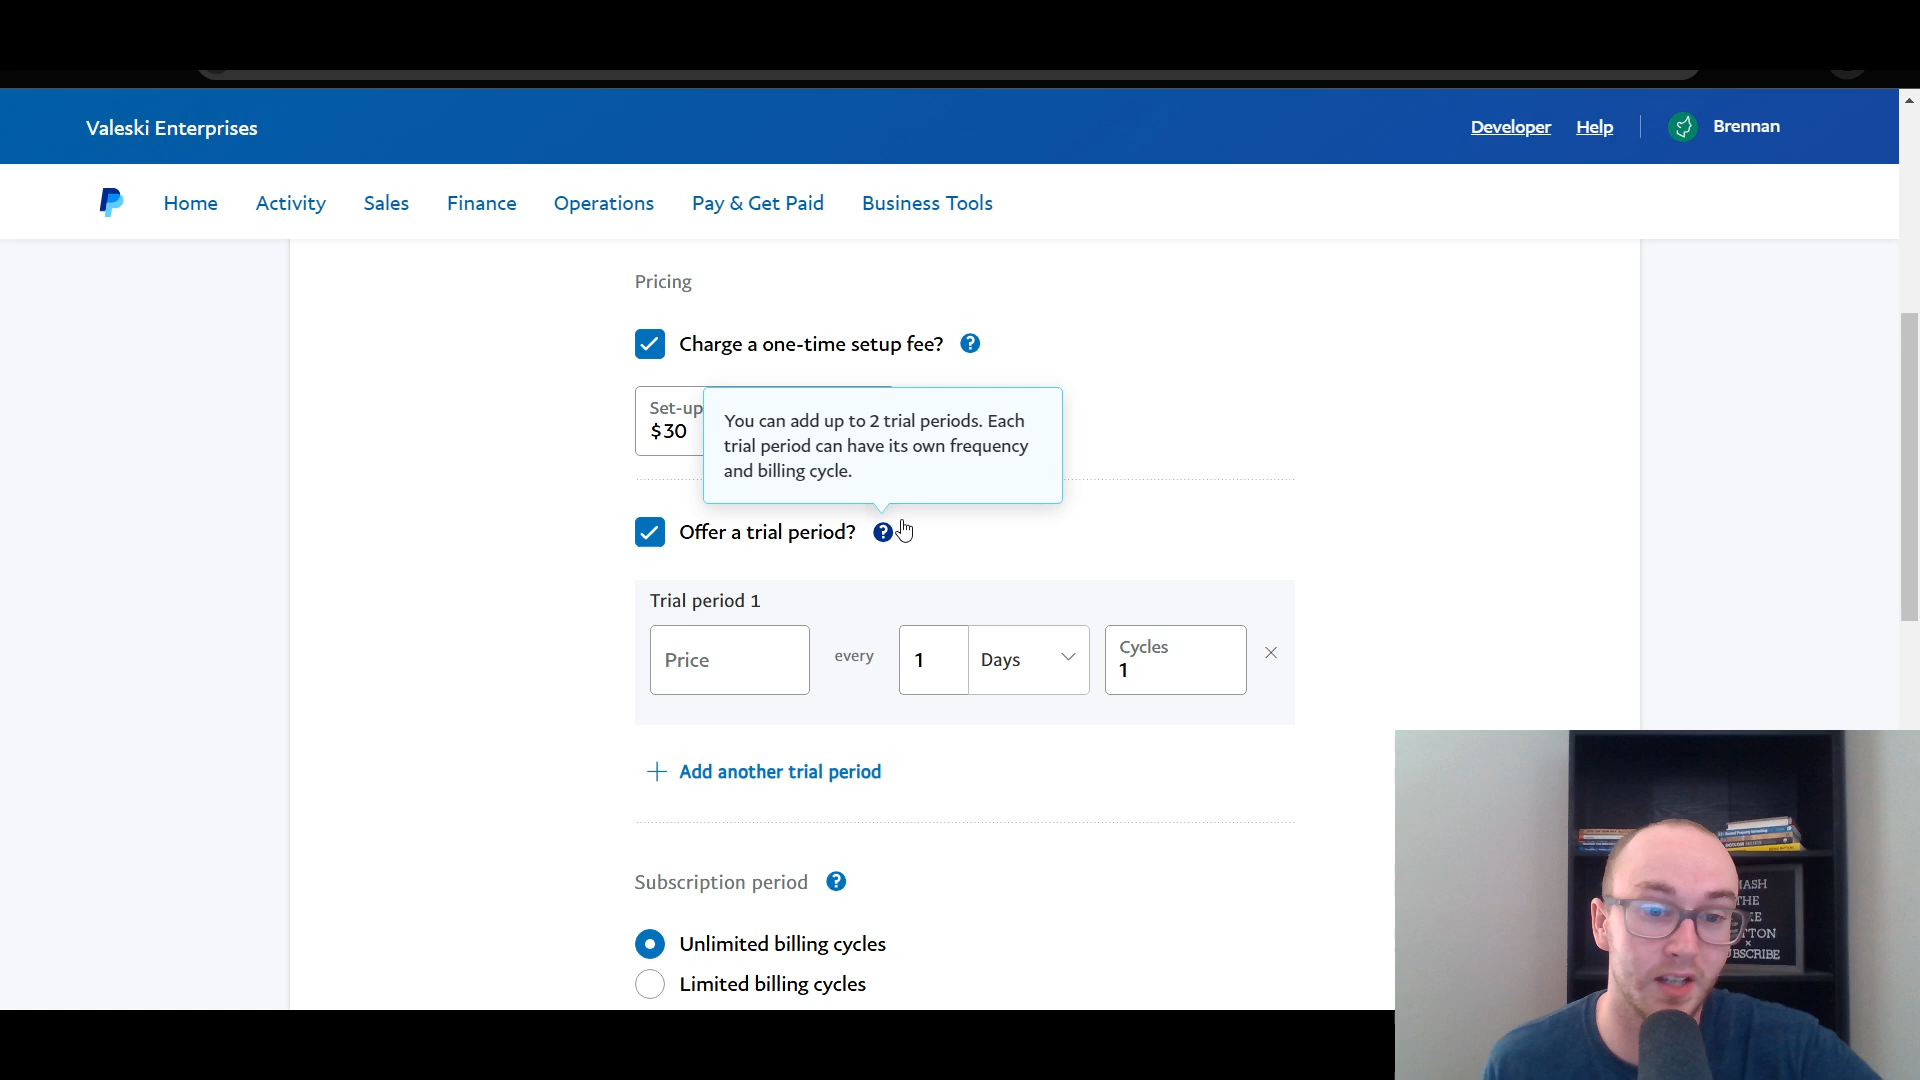 Valeski Enterprises
Developer Help Brennan
Home Activity Sales Finance Operations Pay & Get Paid Business Tools
Pricing
Charge a one-time setup fee? ?
Set-up
$30
You can add up to 2 trial periods. Each
trial period can have its own frequency
and billing cycle.
Offer a trial period? ?
Trial period 1
Price every 1 Days Cycles
1
+ Add another trial period
Subscription period ?
Unlimited billing cycles
Limited billing cycles
THE